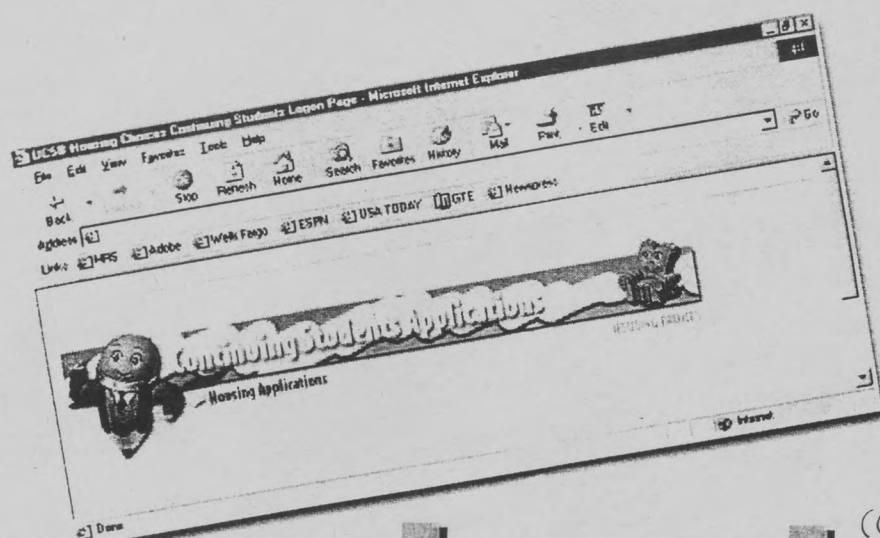 UCSB Housing Choices Continuing Students Logon Page - Microsoft Internet Explorer
File Edit View Favorites Tools Help
Back Stop Refresh Home Search Favorites History Mail Print Edit
Address Go
Links HRS Adobe Wells Fargo ESPN USA TODAY GTE Newspress
Continuing Students Applications
Housing Applications
Done Internet